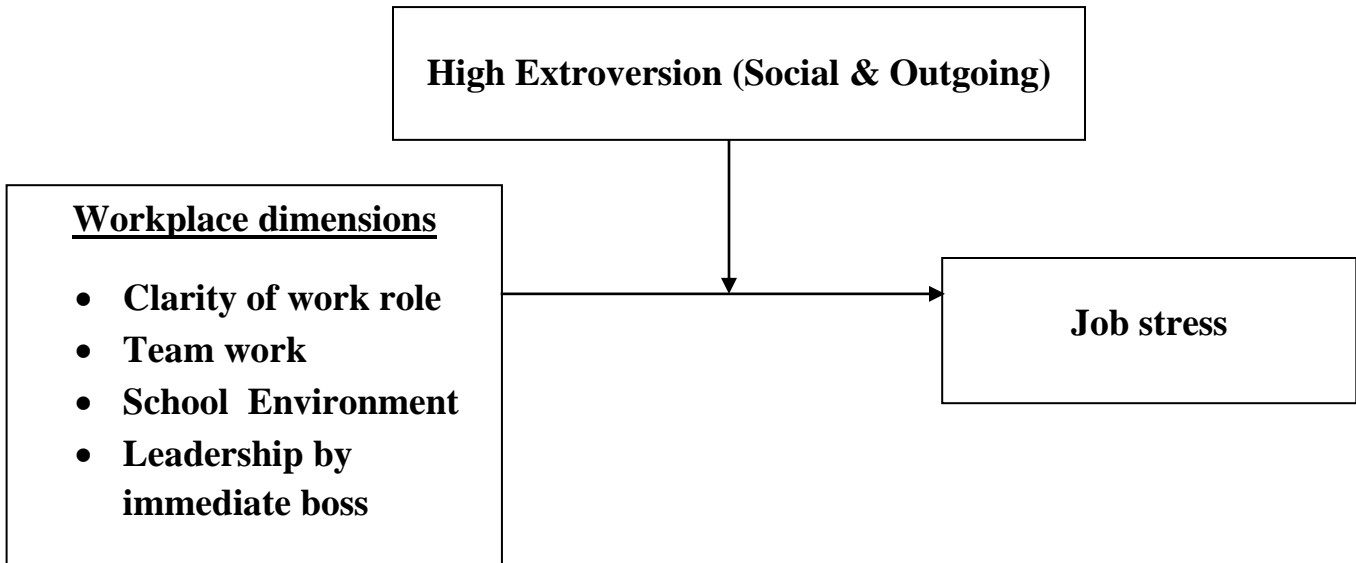 High Extroversion (Social & Outgoing)
Workplace dimensions
• Clarity of work role
• Team work
• School  Environment
• Leadership by
immediate boss
Job stress